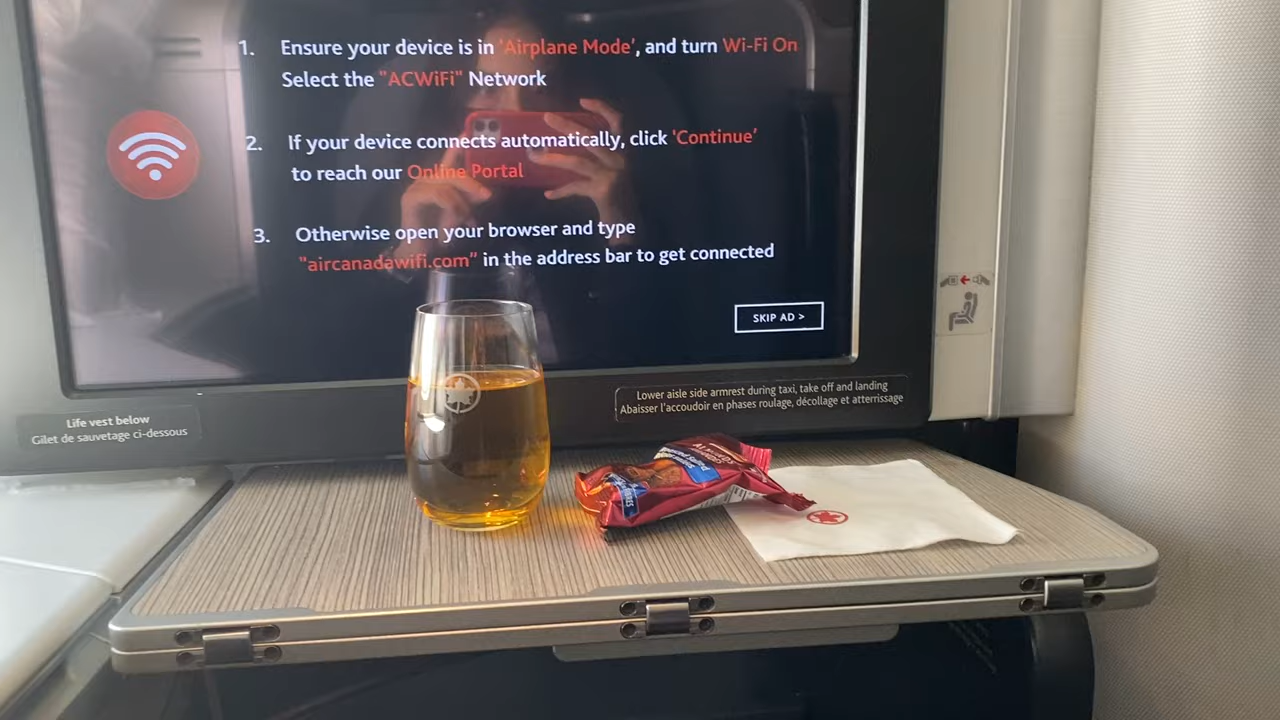 1. Ensure your device is in 'Airplane Mode', and turn Wi-Fi On
Select the "ACWiFi" Network
2. If your device connects automatically, click 'Continue'
to reach our Online Portal
3. Otherwise open your browser and type
"aircanadawifi.com" in the address bar to get connected
SKIP AD >
Life vest below
Gilet de sauvetage ci-dessous
Lower aisle side armrest during taxi, take off and landing
Abaisser l'accoudoir en phases roulage, décollage et atterrissage